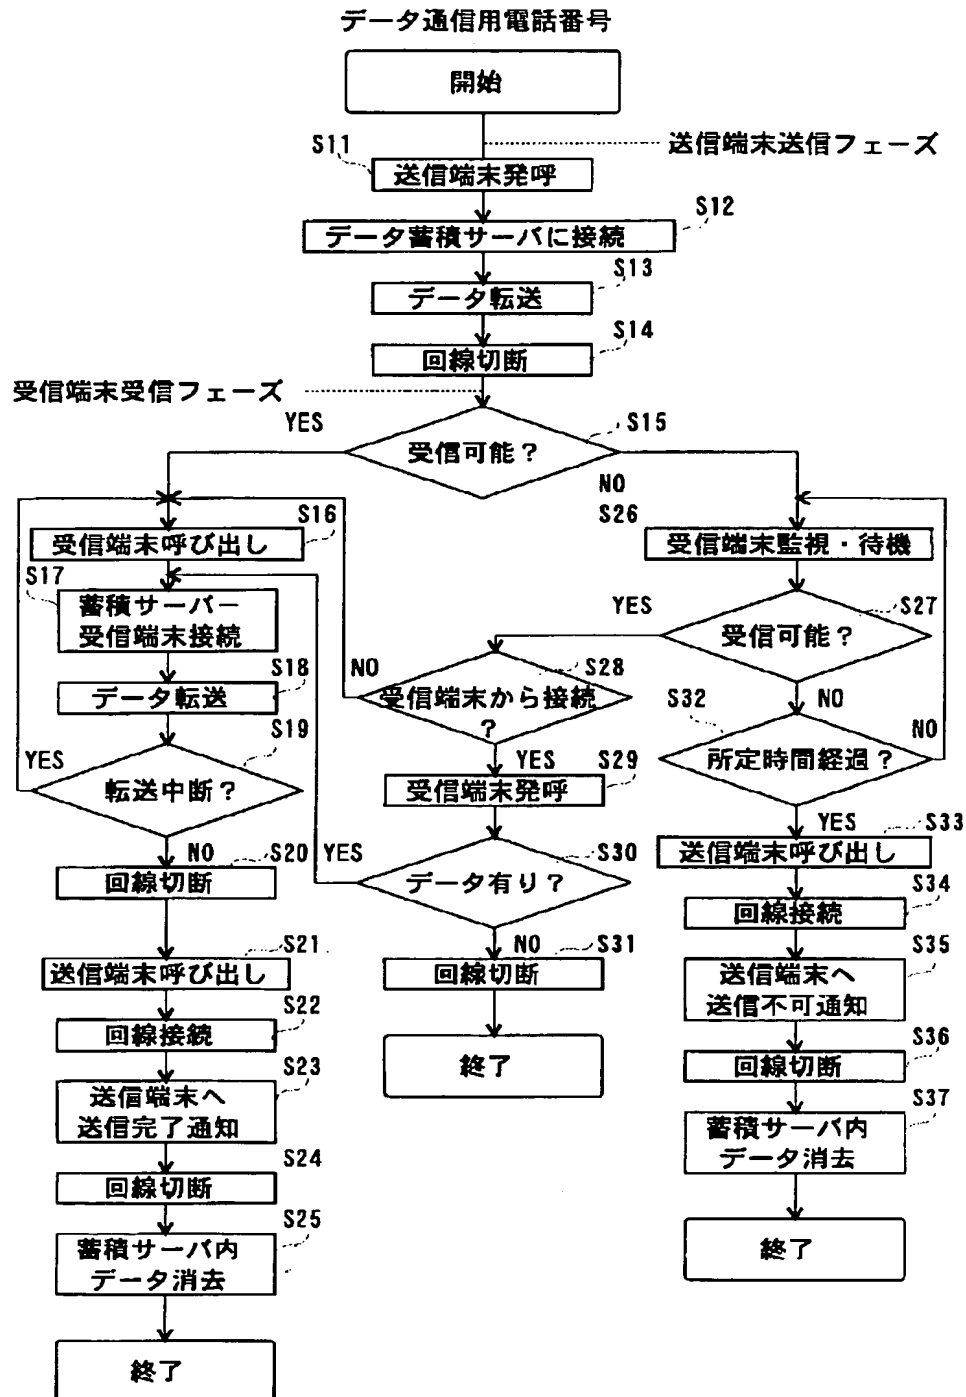 データ通信用電話番号
開始
送信端末送信フェーズ
S11
送信端末発呼
S12
データ蓄積サーバに接続
S13
データ転送
S14
回線切断
受信端末受信フェーズ
YES
S15
受信可能？
NO
S16
受信端末呼び出し
S17
蓄積サーバ－
受信端末接続
S18
データ転送
S19
YES
転送中断？
NO
S20
回線切断
S21
送信端末呼び出し
S22
回線接続
S23
送信端末へ
送信完了通知
S24
回線切断
S25
蓄積サーバ内
データ消去
終了
S26
受信端末監視・待機
S27
YES
受信可能？
NO
S28
NO
受信端末から接続
？
YES
S29
受信端末発呼
S30
YES
データ有り？
NO
S31
回線切断
終了
S32
NO
所定時間経過？
YES
S33
送信端末呼び出し
S34
回線接続
S35
送信端末へ
送信不可通知
S36
回線切断
S37
蓄積サーバ内
データ消去
終了